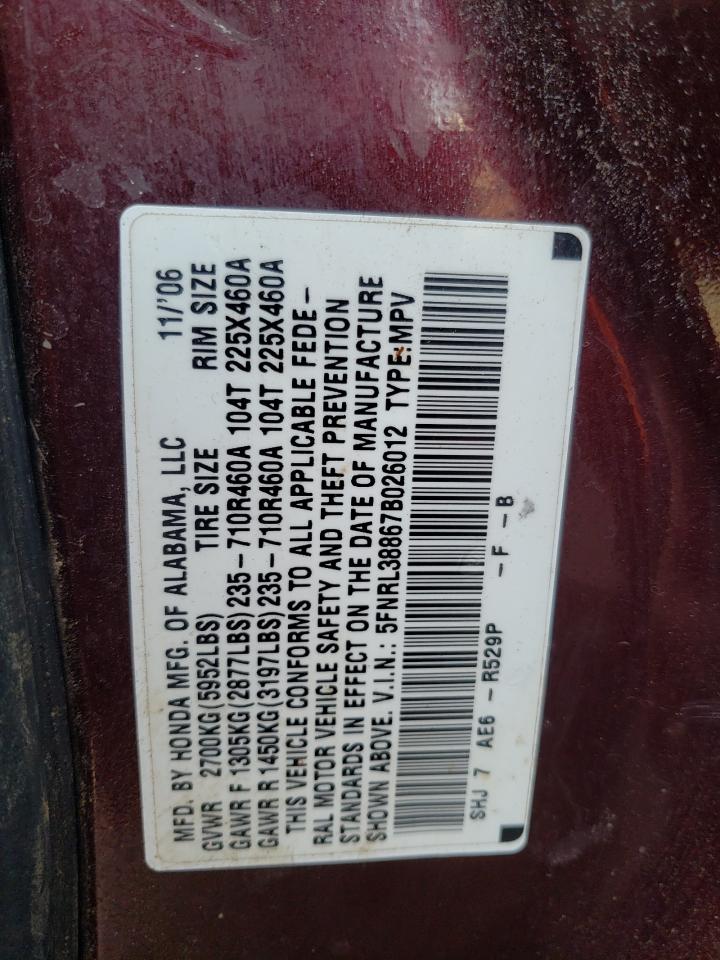 MFD. BY HONDA MFG. OF ALABAMA, LLC 11/'06
GVWR 2700KG(5952LBS) TIRE SIZE RIM SIZE
GAWR F 1305KG(2877LBS)235-710R460A 104T 225X460A
GAWR R 1450KG(3197LBS)235-710R460A 104T 225X460A
THIS VEHICLE CONFORMS TO ALL APPLICABLE FEDE-
RAL MOTOR VEHICLE SAFETY AND THEFT PREVENTION
STANDARDS IN EFFECT ON THE DATE OF MANUFACTURE
SHOWN ABOVE. V.I.N.: 5FNRL38867B026012 TYPE:MPV
SHJ 7 AE6 -R529P -F -B